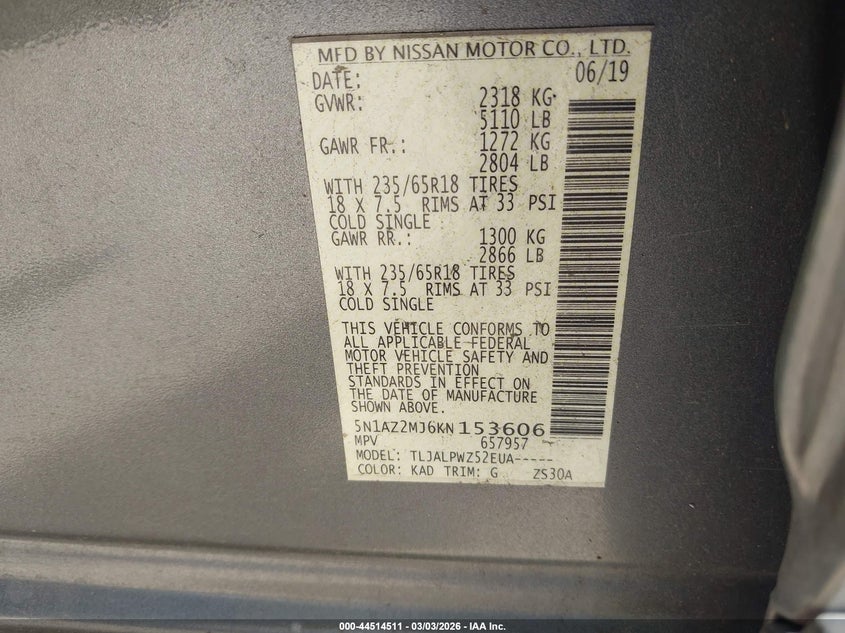 MFD BY NISSAN MOTOR CO., LTD.
DATE: 06/19
GVWR: 2318 KG
5110 LB
GAWR FR.: 1272 KG
2804 LB
WITH 235/65R18 TIRES
18 X 7.5 RIMS AT 33 PSI
COLD SINGLE
GAWR RR.: 1300 KG
2866 LB
WITH 235/65R18 TIRES
18 X 7.5 RIMS AT 33 PSI
COLD SINGLE
THIS VEHICLE CONFORMS TO
ALL APPLICABLE FEDERAL
MOTOR VEHICLE SAFETY AND
THEFT PREVENTION
STANDARDS IN EFFECT ON
THE DATE OF MANUFACTURE
SHOWN ABOVE.
5N1AZ2MJ6KN153606
MPV 657957
MODEL: TLJALPWZ52EUA-----
COLOR: KAD TRIM: G ZS30A
000-44514511 | 03/03/2026 - IAA Inc.